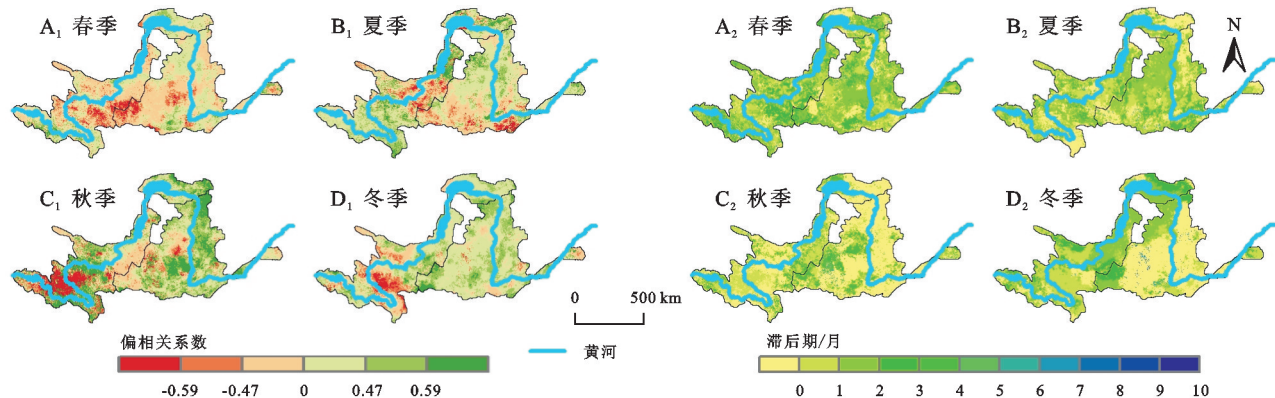 A₁ 春季
B₁ 夏季
A₂ 春季
B₂ 夏季
N
C₁ 秋季
D₁ 冬季
C₂ 秋季
D₂ 冬季
0 500 km
偏相关系数
-0.59 -0.47 0 0.47 0.59
黄河
滞后期/月
0 1 2 3 4 5 6 7 8 9 10